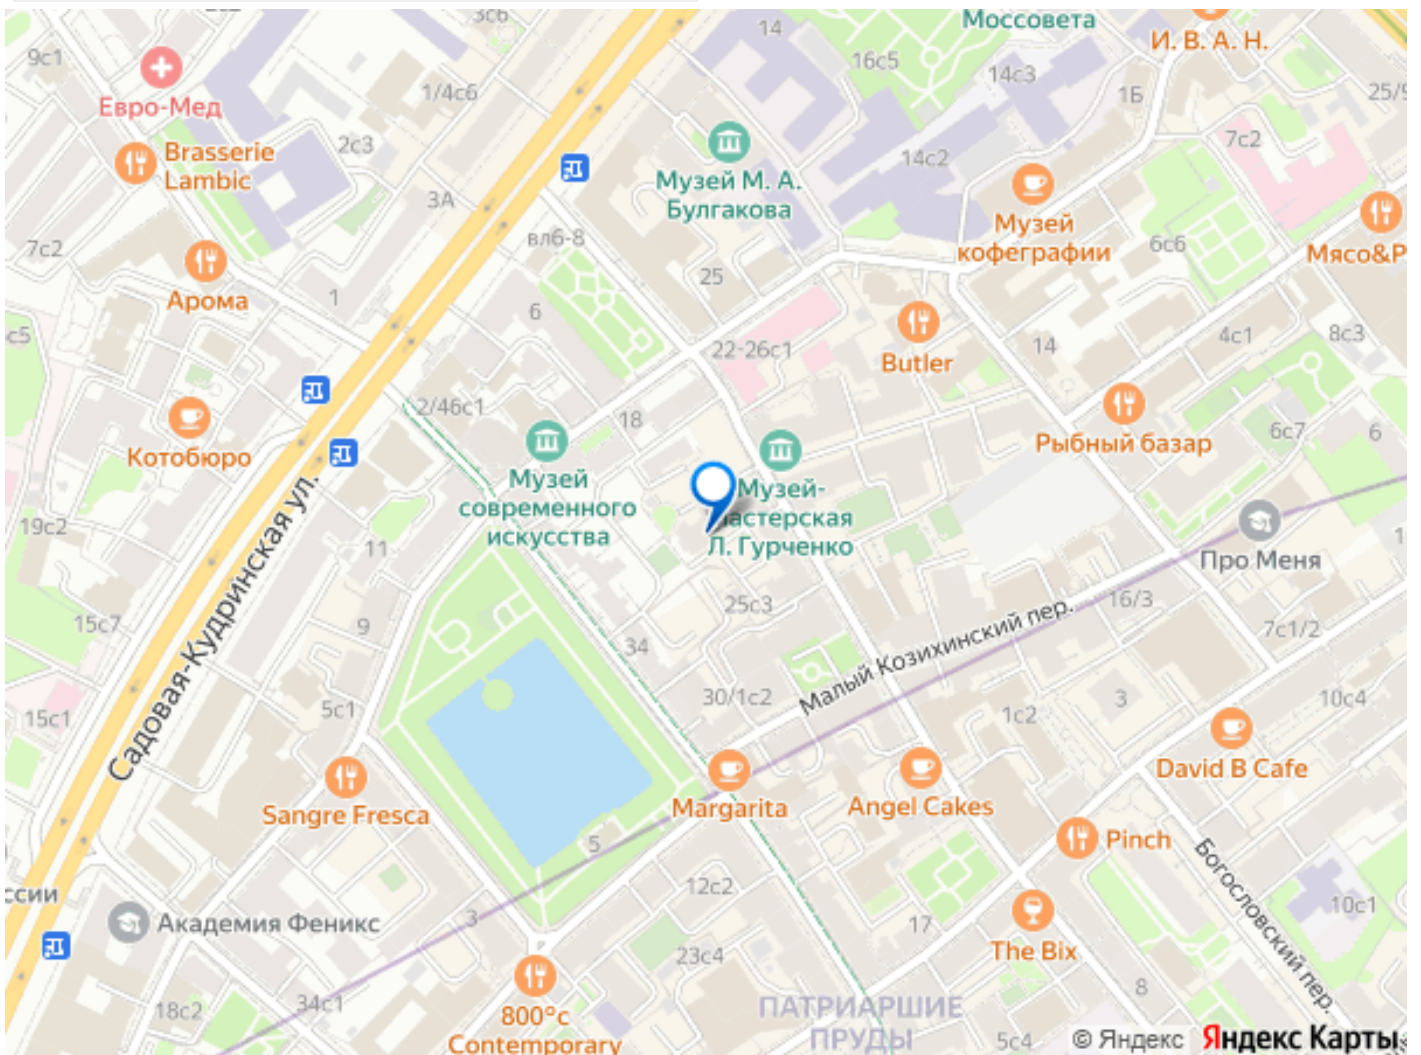 3с6
14
Моссовета
И. В. А. Н.
9с1
16с5
14с3
1/4с6
1Б
25/9
Евро-Мед
2с3
7с2
Brasserie
Lambic
14с2
Музей М. А.
Булгакова
3А
Музей
кофеграфии
7с2
вл6-8
6с6
Мясо&Р
25
Арома
1
6
с5
22-26с1
4с1
8с3
Butler
14
2/46с1
18
6с7
6
Рыбный базар
Котобюро
Музей
современного
искусства
Музей-
мастерская
Л. Гурченко
19с2
11
Про Меня
Садовая-Кудринская ул.
25с3
16/3
15с7
9
34
7с1/2
Малый Козихинский пер.
30/1с2
3
10с4
15с1
5с1
1с2
David B Cafe
Sangre Fresca
Margarita
Angel Cakes
5
Pinch
Богословский пер.
ссии
12с2
10с1
Академия Феникс
3
17
The Bix
23с4
8
18с2
34с1
ПАТРИАРШИЕ
ПРУДЫ
800°с
Contemporary
5с4
© Яндекс Яндекс Карты